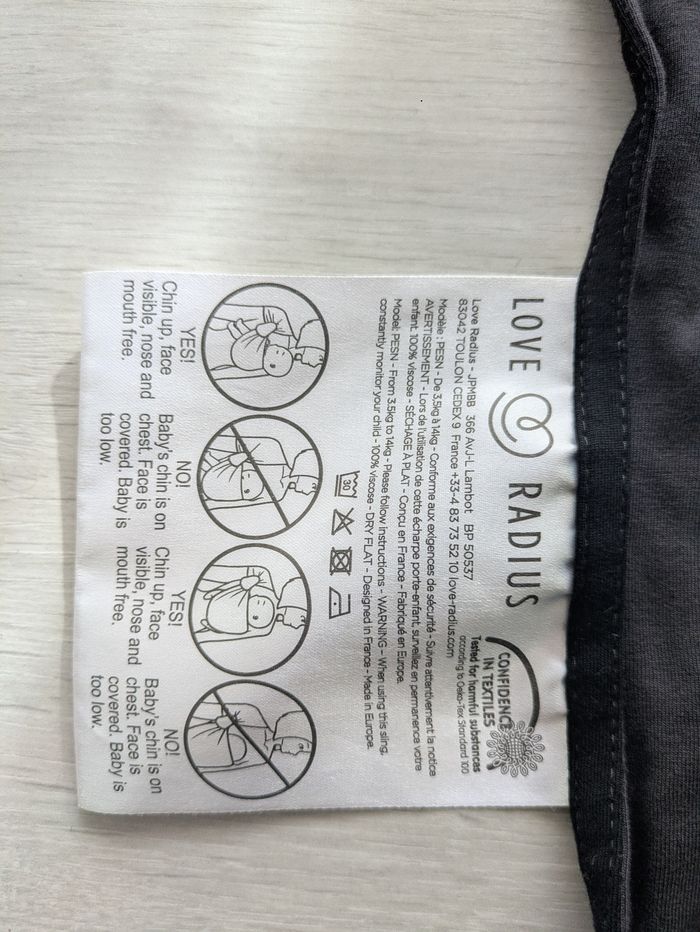 LOVE RADIUS
CONFIDENCE
IN TEXTILES
Tested for harmful substances
according to Oeko-Tex Standard 100
Love Radius - JPMBB 366 AV.J-L Lambot BP 50537
83042 TOULON CEDEX 9 France +33-4 83 73 52 10 love-radius.com
Modèle : PESN - De 3,5kg à 14kg - Conforme aux exigences de sécurité - Suivre attentivement la notice
AVERTISSEMENT - Lors de l'utilisation de cette écharpe porte-enfant, surveillez en permanence votre
enfant. 100% viscose - SÉCHAGE À PLAT - Conçu en France - Fabriqué en Europe.
Model: PESN - From 3.5kg to 14kg - Please follow instructions - WARNING - When using this sling,
constantly monitor your child - 100% viscose - DRY FLAT - Designed in France - Made in Europe.
30
YES!
Chin up, face
visible, nose and
mouth free.
NO!
Baby's chin is on
chest. Face is
covered. Baby is
too low.
YES!
Chin up, face
visible, nose and
mouth free.
NO!
Baby's chin is on
chest. Face is
covered. Baby is
too low.